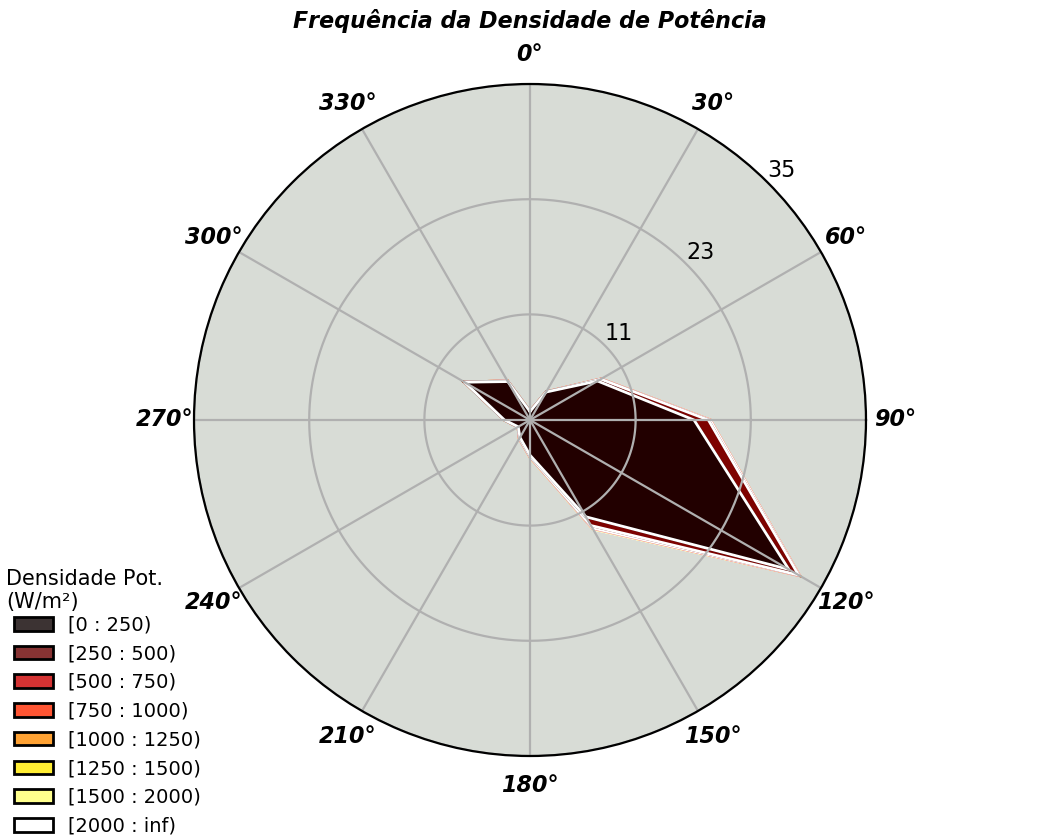 Frequência da Densidade de Potência
0°
330°
30°
35
300°
60°
23
11
270°
90°
240°
120°
210°
150°
180°
Densidade Pot.
(W/m²)
[0 : 250)
[250 : 500)
[500 : 750)
[750 : 1000)
[1000 : 1250)
[1250 : 1500)
[1500 : 2000)
[2000 : inf)